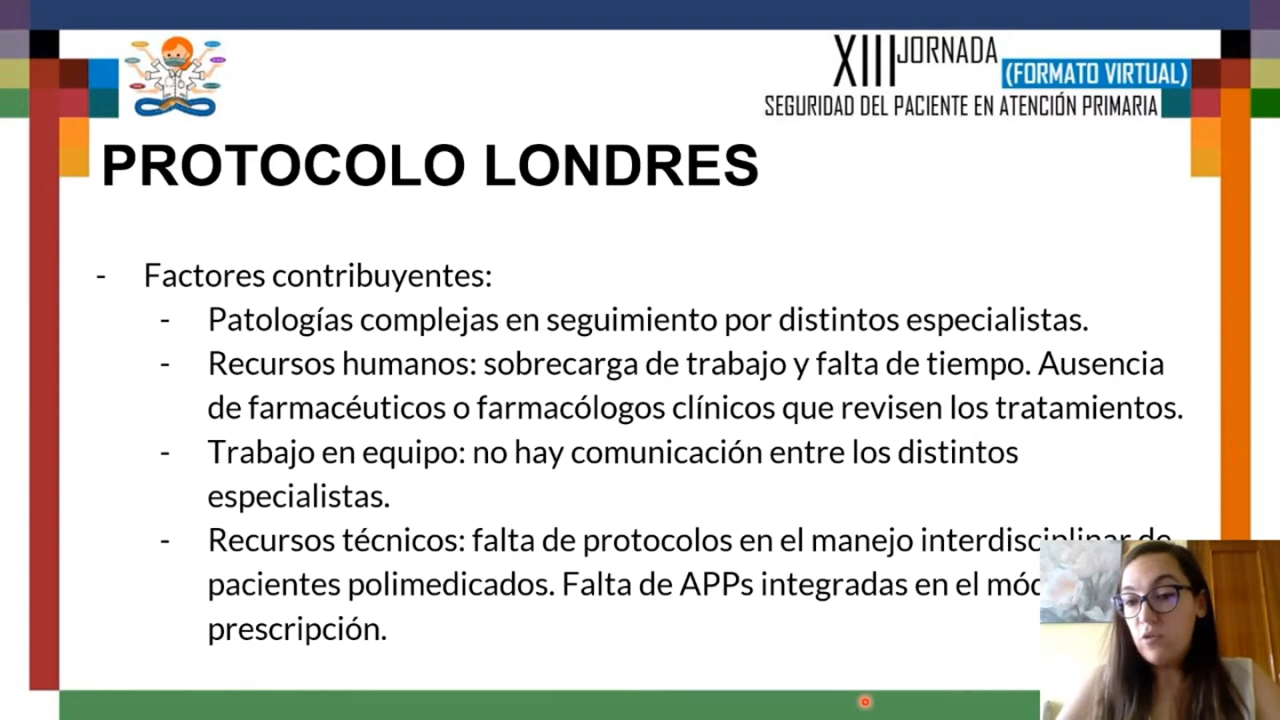 XIII JORNADA
(FORMATO VIRTUAL)
SEGURIDAD DEL PACIENTE EN ATENCIÓN PRIMARIA
PROTOCOLO LONDRES
- Factores contribuyentes:
- Patologías complejas en seguimiento por distintos especialistas.
- Recursos humanos: sobrecarga de trabajo y falta de tiempo. Ausencia
de farmacéuticos o farmacólogos clínicos que revisen los tratamientos.
- Trabajo en equipo: no hay comunicación entre los distintos
especialistas.
- Recursos técnicos: falta de protocolos en el manejo interdisciplinar de
pacientes polimedicados. Falta de APPs integradas en el
prescripción.